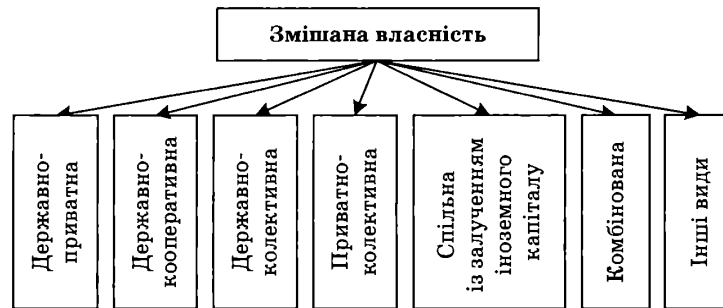 Змішана власність
Державно-
приватна
Державно-
кооперативна
Державно-
колективна
Приватно-
колективна
Спільна
із залученням
іноземного
капіталу
Комбінована
Інші види